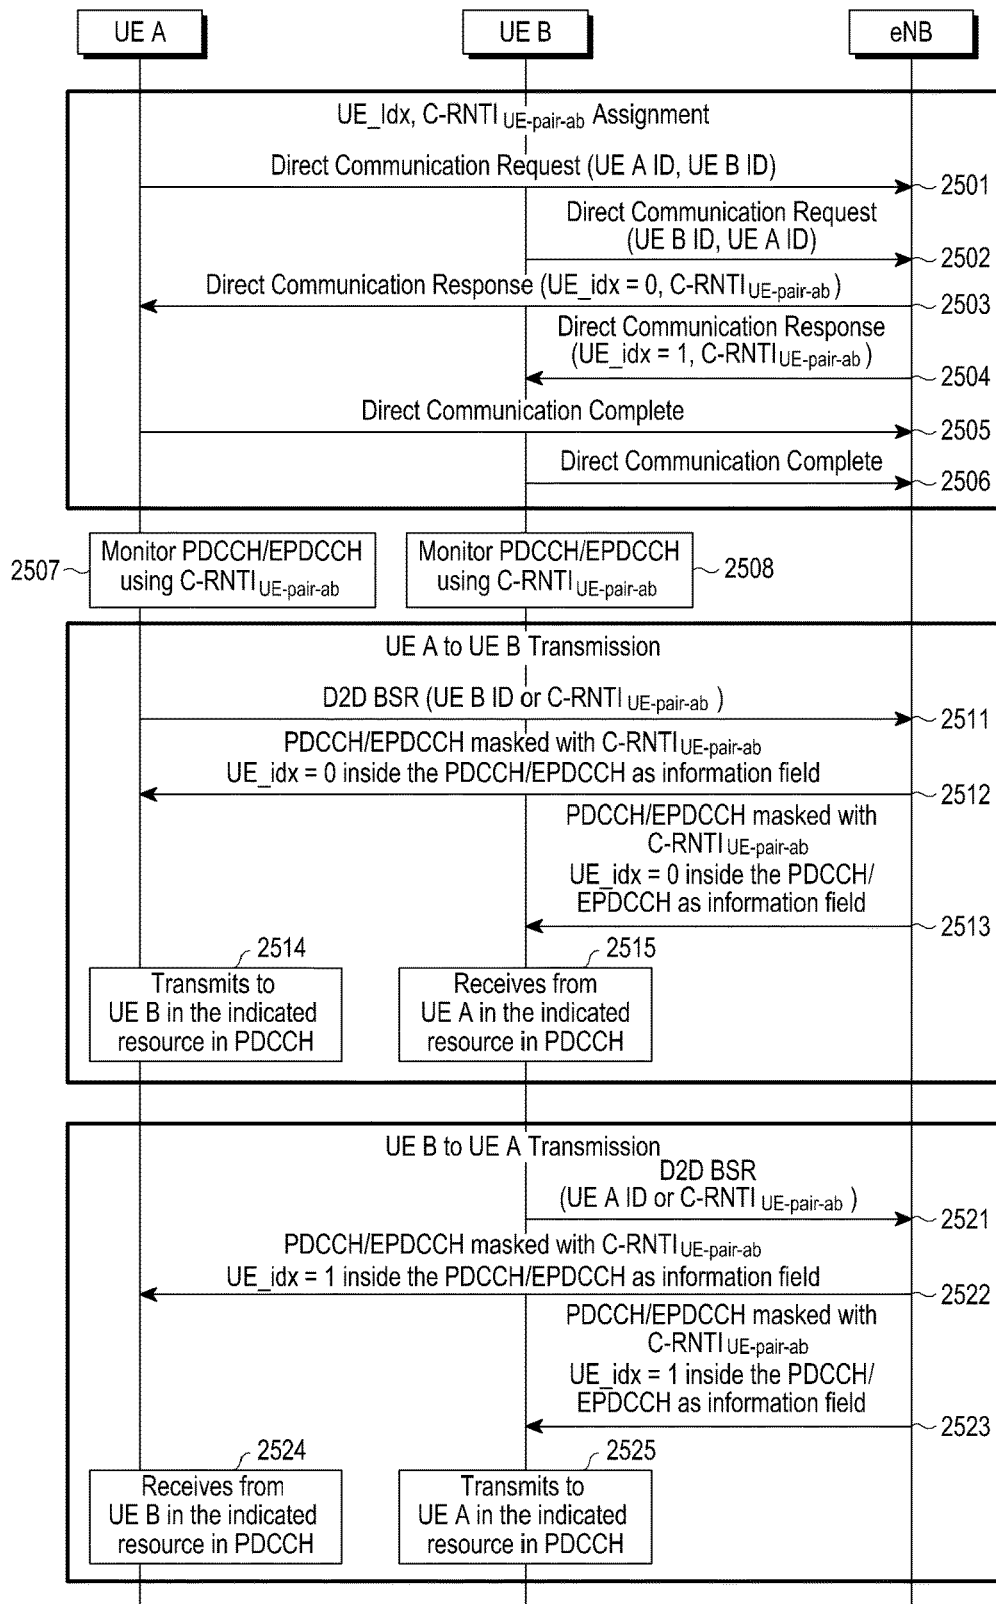 UE A
UE B
eNB
UE_Idx, C-RNTI UE-pair-ab Assignment
Direct Communication Request (UE A ID, UE B ID)
2501
Direct Communication Request
(UE B ID, UE A ID)
2502
Direct Communication Response (UE_idx = 0, C-RNTI UE-pair-ab)
2503
Direct Communication Response
(UE_idx = 1, C-RNTI UE-pair-ab)
2504
Direct Communication Complete
2505
Direct Communication Complete
2506
2507
Monitor PDCCH/EPDCCH
using C-RNTI UE-pair-ab
Monitor PDCCH/EPDCCH
using C-RNTI UE-pair-ab
2508
UE A to UE B Transmission
D2D BSR (UE B ID or C-RNTI UE-pair-ab )
2511
PDCCH/EPDCCH masked with C-RNTI UE-pair-ab
UE_idx = 0 inside the PDCCH/EPDCCH as information field
2512
PDCCH/EPDCCH masked with
C-RNTI UE-pair-ab
UE_idx = 0 inside the PDCCH/
EPDCCH as information field
2513
2514
Transmits to
UE B in the indicated
resource in PDCCH
2515
Receives from
UE A in the indicated
resource in PDCCH
UE B to UE A Transmission
D2D BSR
(UE A ID or C-RNTI UE-pair-ab )
2521
PDCCH/EPDCCH masked with C-RNTI UE-pair-ab
UE_idx = 1 inside the PDCCH/EPDCCH as information field
2522
PDCCH/EPDCCH masked with
C-RNTI UE-pair-ab
UE_idx = 1 inside the PDCCH/
EPDCCH as information field
2523
2524
Receives from
UE B in the indicated
resource in PDCCH
2525
Transmits to
UE A in the indicated
resource in PDCCH